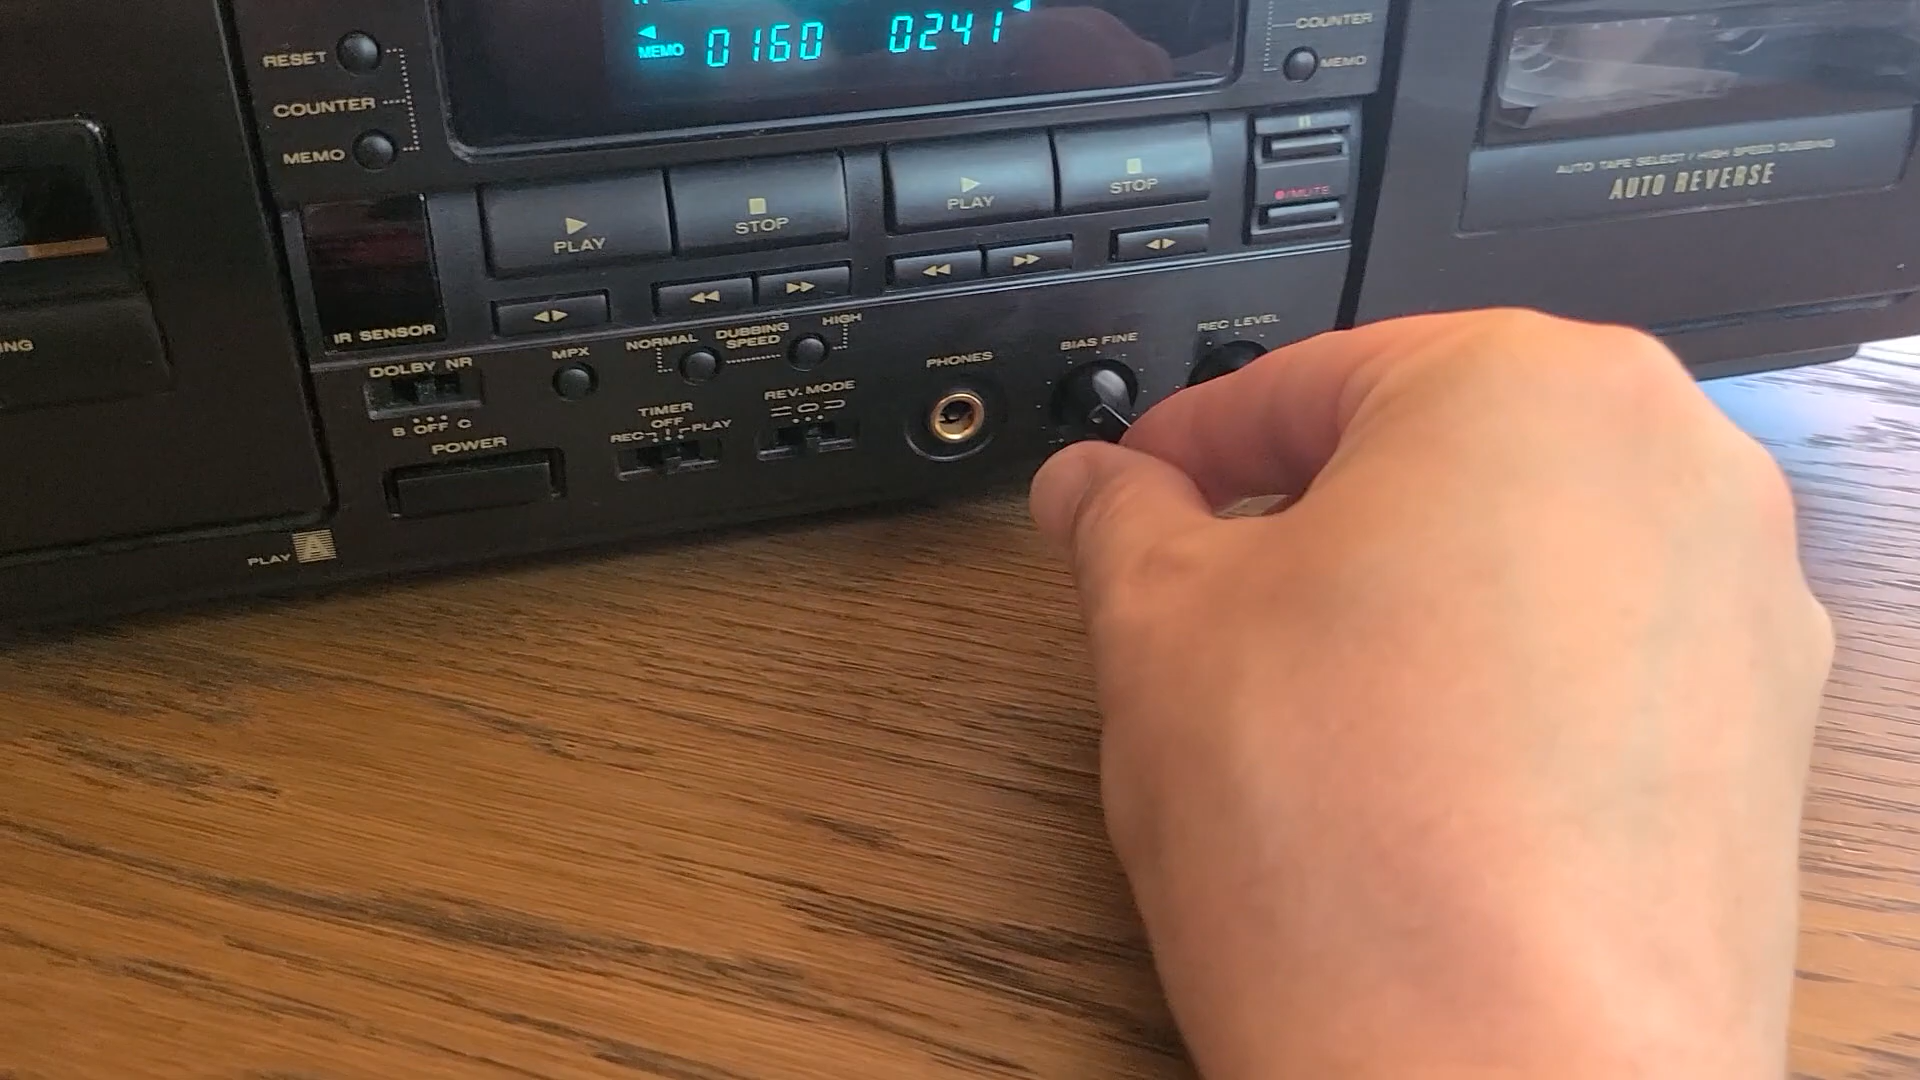 MEMO 0160 0241
RESET
COUNTER
MEMO
COUNTER
MEMO
PLAY
STOP
PLAY
STOP
●/MUTE
AUTO TAPE SELECT / HIGH SPEED DUBBING
AUTO REVERSE
IR SENSOR
NORMAL
DUBBING SPEED
HIGH
DOLBY NR
B OFF C
MPX
TIMER
OFF
REC PLAY
REV. MODE
PHONES
BIAS FINE
REC LEVEL
POWER
PLAY A